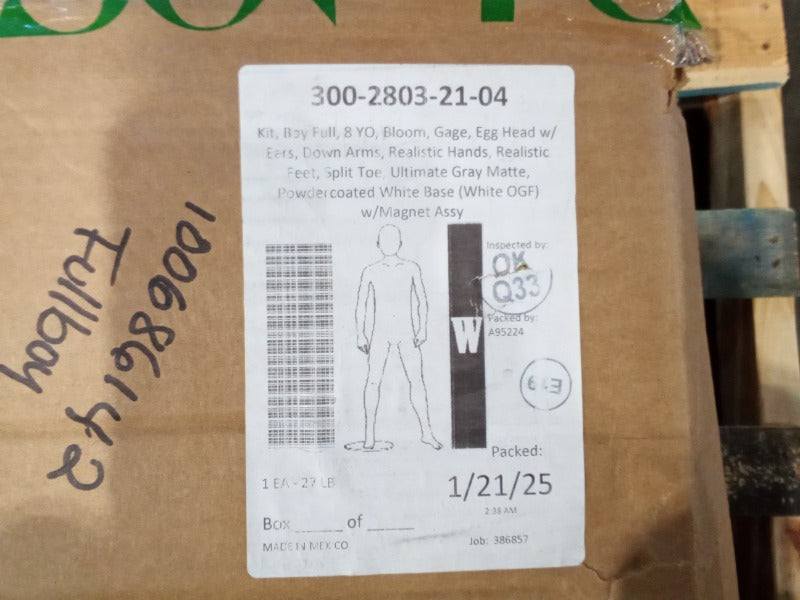 300-2803-21-04
Kit, Boy Full, 8 YO, Bloom, Gage, Egg Head w/
Ears, Down Arms, Realistic Hands, Realistic
Feet, Split Toe, Ultimate Gray Matte,
Powdercoated White Base (White OGF)
w/Magnet Assy
Inspected by:
OK
Q33
W
Packed by:
A95224
Packed:
1 EA - 27 LB
1/21/25
2:38 AM
Box ______ of ______
MADE IN MEXICO
Job: 386857
100686142
Fullboy